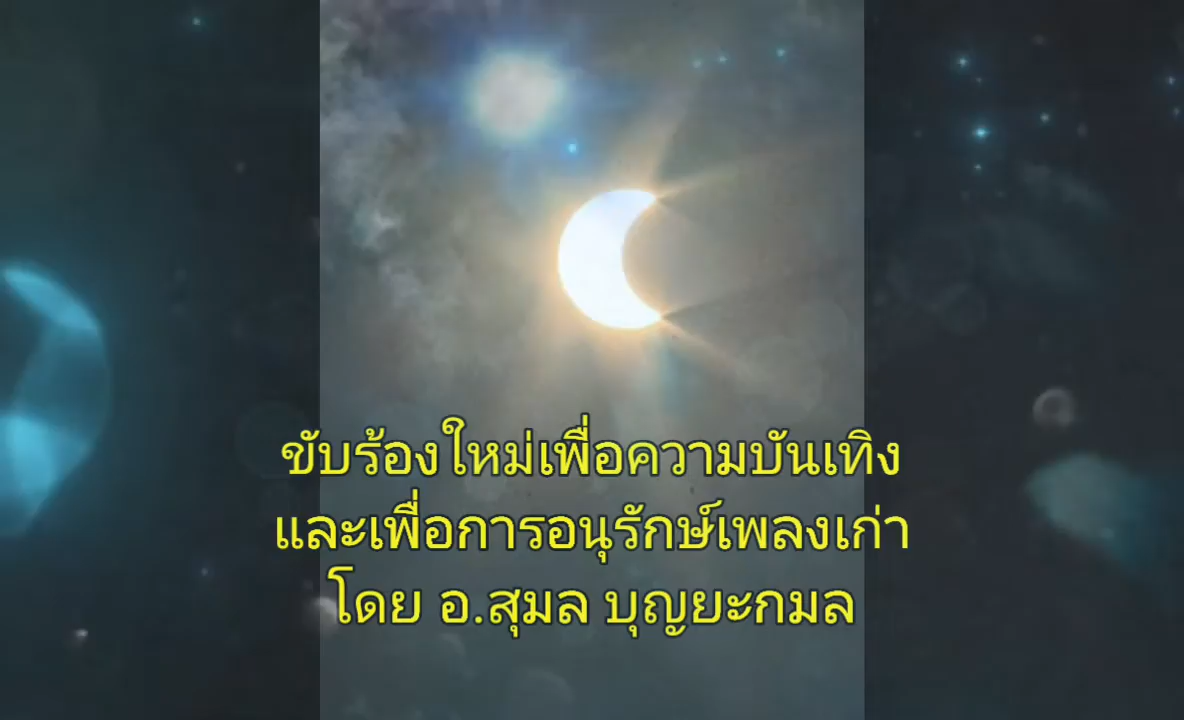 ขับร้องใหม่เพื่อความบันเทิง
และเพื่อการอนุรักษ์เพลงเก่า
โดย อ.สุมล บุญยะกมล